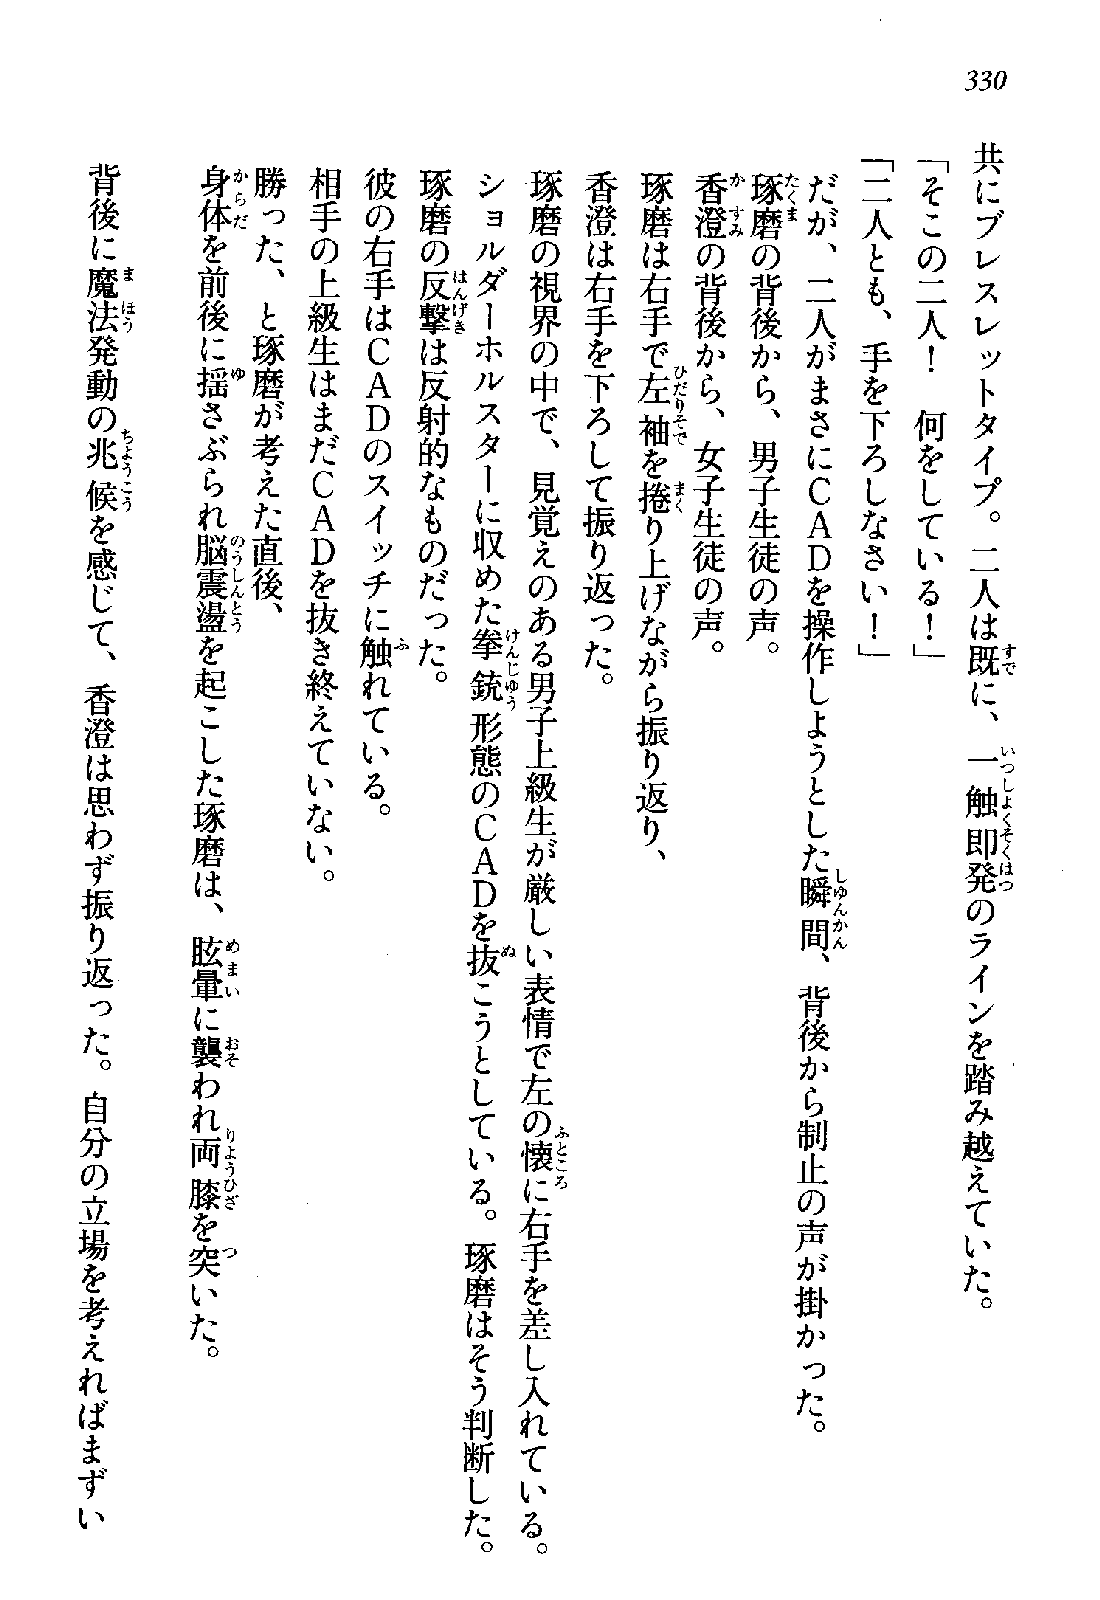 330
共にブレスレットタイプ。二人は既に、一触即発のラインを踏み越えていた。
「そこの二人！　何をしている！」
「二人とも、手を下ろしなさい！」
だが、二人がまさにCADを操作しようとした瞬間、背後から制止の声が掛かった。
琢磨の背後から、男子生徒の声。
香澄の背後から、女子生徒の声。
琢磨は右手で左袖を捲り上げながら振り返り、
香澄は右手を下ろして振り返った。
琢磨の視界の中で、見覚えのある男子上級生が厳しい表情で左の懐に右手を差し入れている。
ショルダーホルスターに収めた拳銃形態のCADを抜こうとしている。琢磨はそう判断した。
琢磨の反撃は反射的なものだった。
彼の右手はCADのスイッチに触れている。
相手の上級生はまだCADを抜き終えていない。
勝った、と琢磨が考えた直後、
身体を前後に揺さぶられ脳震盪を起こした琢磨は、眩暈に襲われ両膝を突いた。
背後に魔法発動の兆候を感じて、香澄は思わず振り返った。自分の立場を考えればまずい